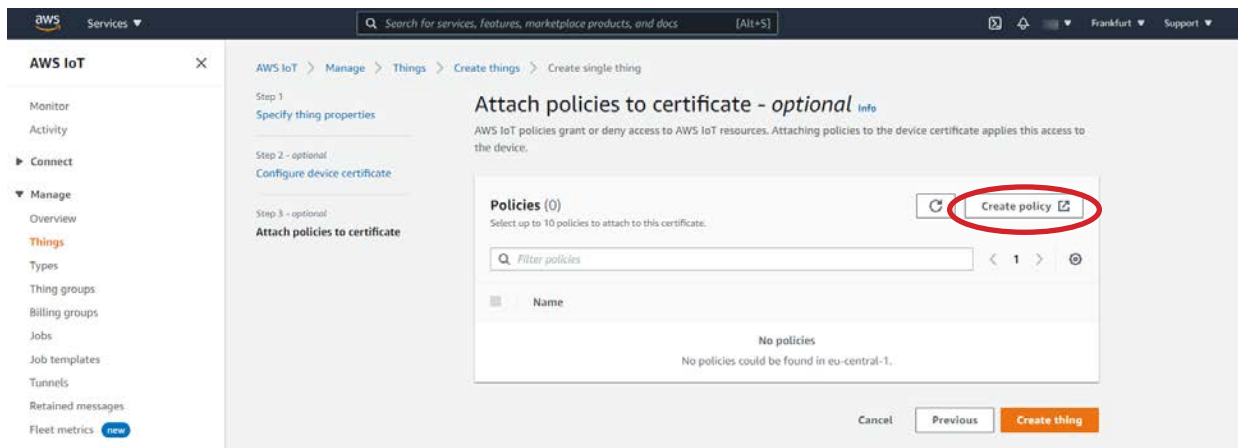 aws Services ▼ Search for services, features, marketplace products, and docs [Alt+S] Frankfurt ▼ Support ▼
AWS IoT
Monitor
Activity
Connect
Manage
Overview
Things
Types
Thing groups
Billing groups
Jobs
Job templates
Tunnels
Retained messages
Fleet metrics new
AWS IoT > Manage > Things > Create things > Create single thing
Step 1
Specify thing properties
Step 2 - optional
Configure device certificate
Step 3 - optional
Attach policies to certificate
Attach policies to certificate - optional Info
AWS IoT policies grant or deny access to AWS IoT resources. Attaching policies to the device certificate applies this access to
the device.
Policies (0)
Select up to 10 policies to attach to this certificate.
Create policy
Filter policies
< 1 >
Name
No policies
No policies could be found in eu-central-1.
Cancel Previous Create thing